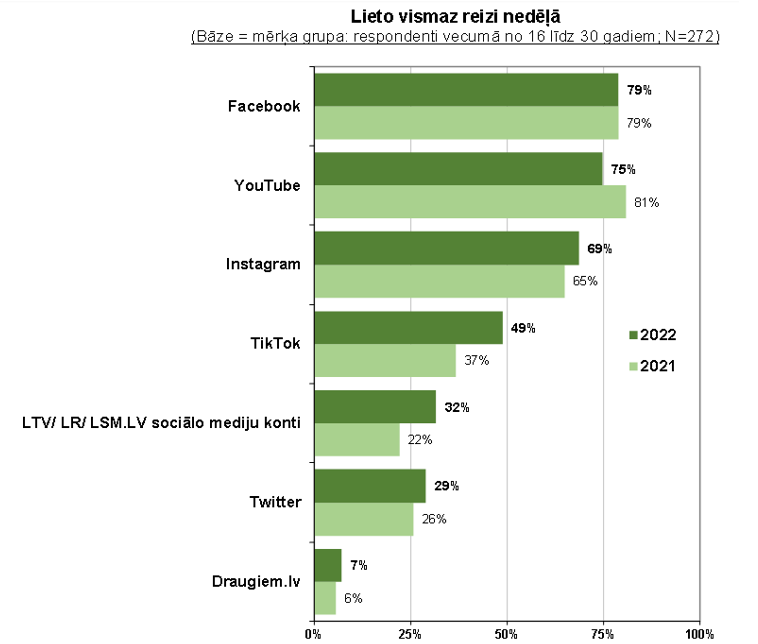 Lieto vismaz reizi nedēļā
(Bāze = mērķa grupa: respondenti vecumā no 16 līdz 30 gadiem; N=272)
Facebook
79%
79%
YouTube
75%
81%
Instagram
69%
65%
TikTok
49%
37%
2022
2021
LTV/ LR/ LSM.LV sociālo mediju konti
32%
22%
Twitter
29%
26%
Draugiem.lv
7%
6%
0% 25% 50% 75% 100%